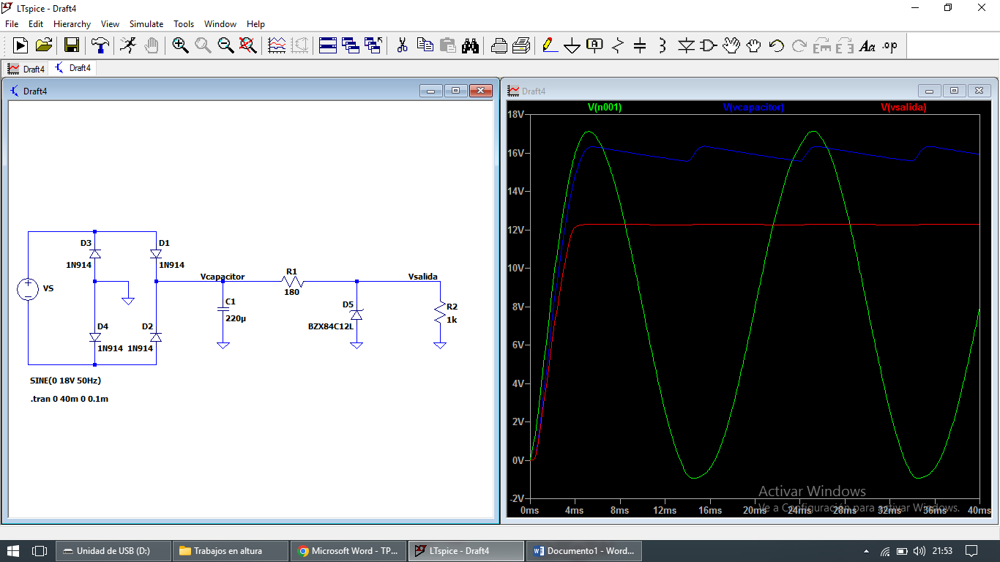 LTspice - Draft4
File Edit Hierarchy View Simulate Tools Window Help
Draft4 Draft4
Draft4
D3 D1
1N914 1N914
VS
Vcapacitor
R1
180
Vsalida
C1
220µ
D5
BZX84C12L
R2
1k
D4 D2
1N914 1N914
SINE(0 18V 50Hz)
.tran 0 40m 0 0.1m
Draft4
V(n001) V(vcapacitor) V(vsalida)
18V
16V
14V
12V
10V
8V
6V
4V
2V
0V
-2V
0ms 4ms 8ms 12ms 16ms 20ms 24ms 28ms 32ms 36ms 40ms
Activar Windows
Ve a Configuración para activar Windows.
Unidad de USB (D:) Trabajos en altura Microsoft Word - TP... LTspice - Draft4 Documento1 - Word... 21:53